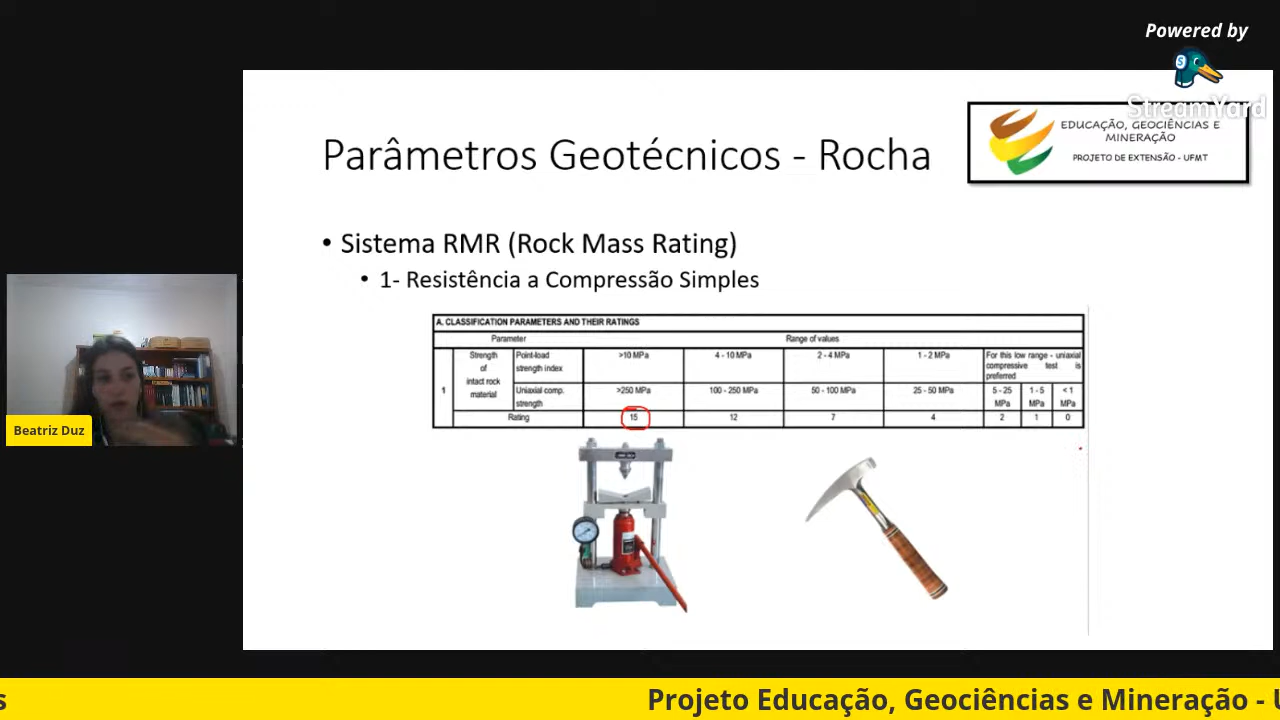 Powered by
StreamYard
EDUCAÇÃO, GEOCIÊNCIAS E
MINERAÇÃO
PROJETO DE EXTENSÃO - UFMT
Parâmetros Geotécnicos - Rocha
• Sistema RMR (Rock Mass Rating)
• 1- Resistência a Compressão Simples
A. CLASSIFICATION PARAMETERS AND THEIR RATINGS
Parameter Range of values
1 Strength of intact rock material Point-load strength index >10 MPa 4 - 10 MPa 2 - 4 MPa 1 - 2 MPa For this low range - uniaxial compressive test is preferred
Uniaxial comp. strength >250 MPa 100 - 250 MPa 50 - 100 MPa 25 - 50 MPa 5 - 25 MPa 1 - 5 MPa < 1 MPa
Rating 15 12 7 4 2 1 0
Beatriz Duz
s Projeto Educação, Geociências e Mineração - U